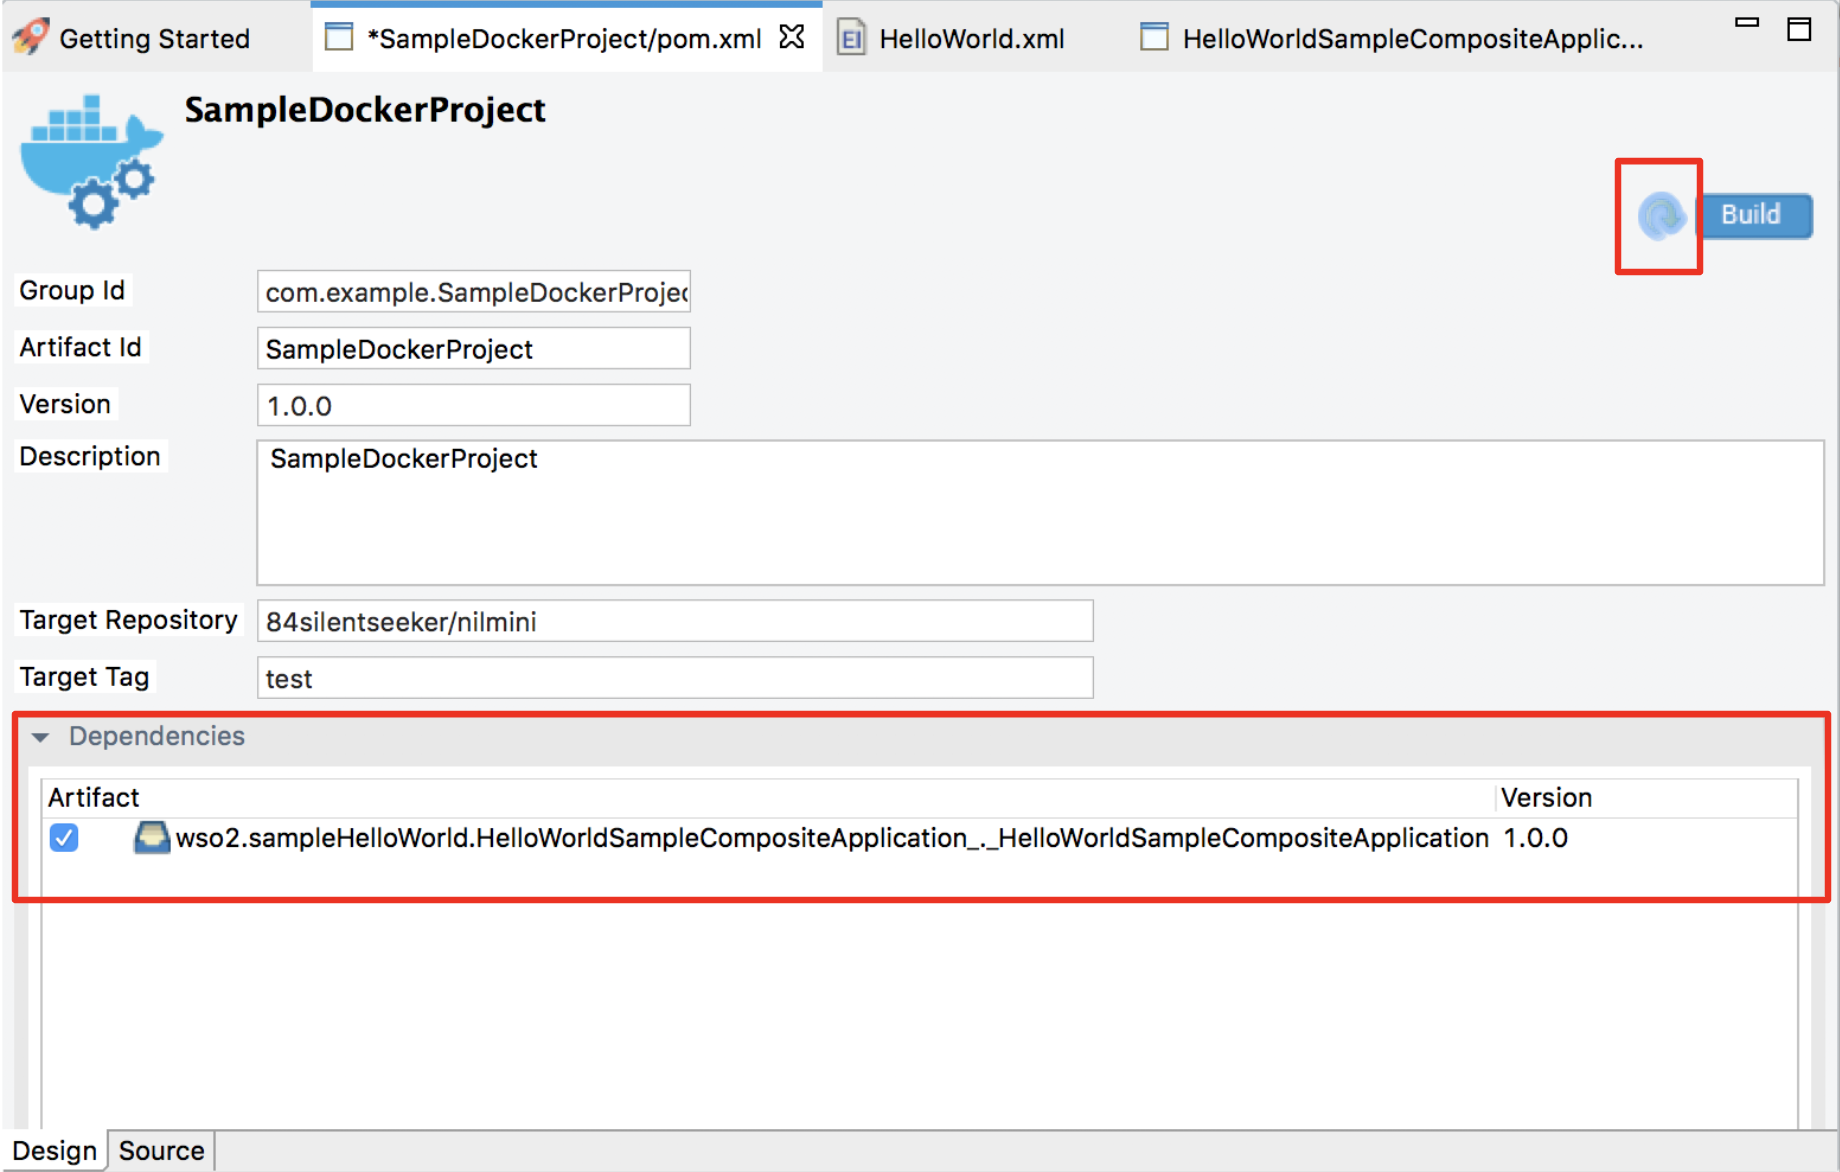 Getting Started
*SampleDockerProject/pom.xml
HelloWorld.xml
HelloWorldSampleCompositeApplic...
SampleDockerProject
Build
Group Id
com.example.SampleDockerProjec
Artifact Id
SampleDockerProject
Version
1.0.0
Description
SampleDockerProject
Target Repository
84silentseeker/nilmini
Target Tag
test
Dependencies
Artifact
Version
wso2.sampleHelloWorld.HelloWorldSampleCompositeApplication_._HelloWorldSampleCompositeApplication
1.0.0
Design
Source